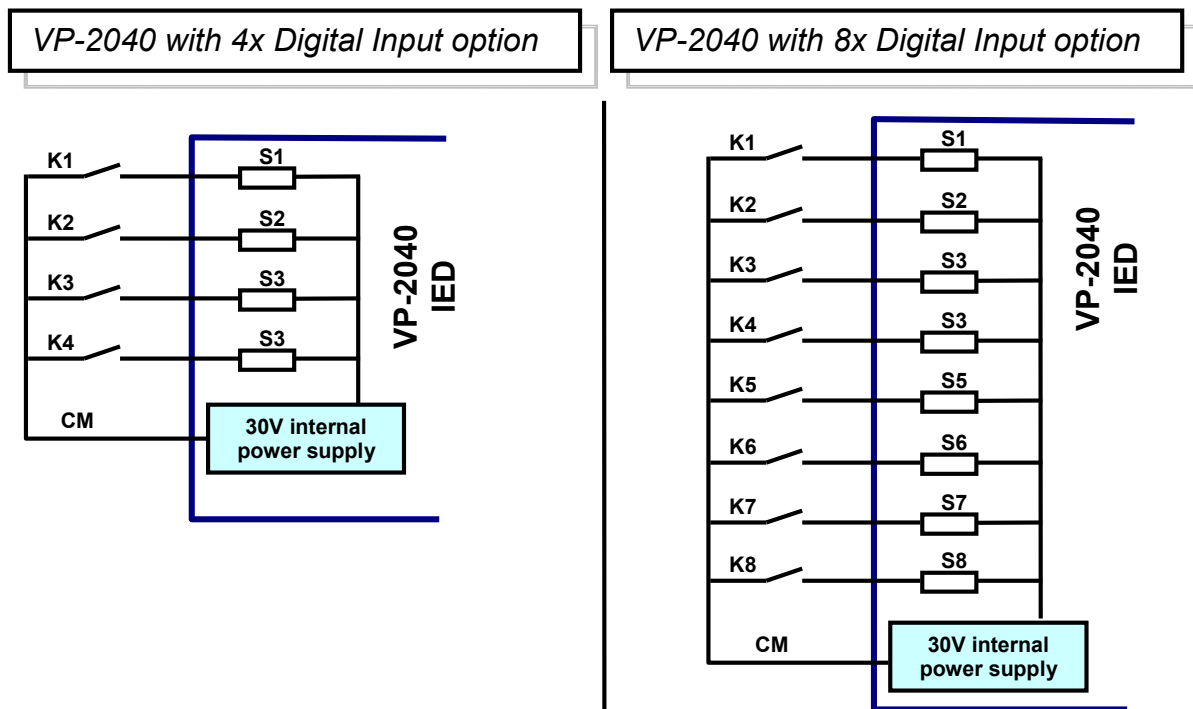 VP-2040 with 4x Digital Input option
K1
S1
K2
S2
K3
S3
K4
S3
CM
30V internal
power supply
VP-2040
IED
VP-2040 with 8x Digital Input option
K1
S1
K2
S2
K3
S3
K4
S3
K5
S5
K6
S6
K7
S7
K8
S8
CM
30V internal
power supply
VP-2040
IED